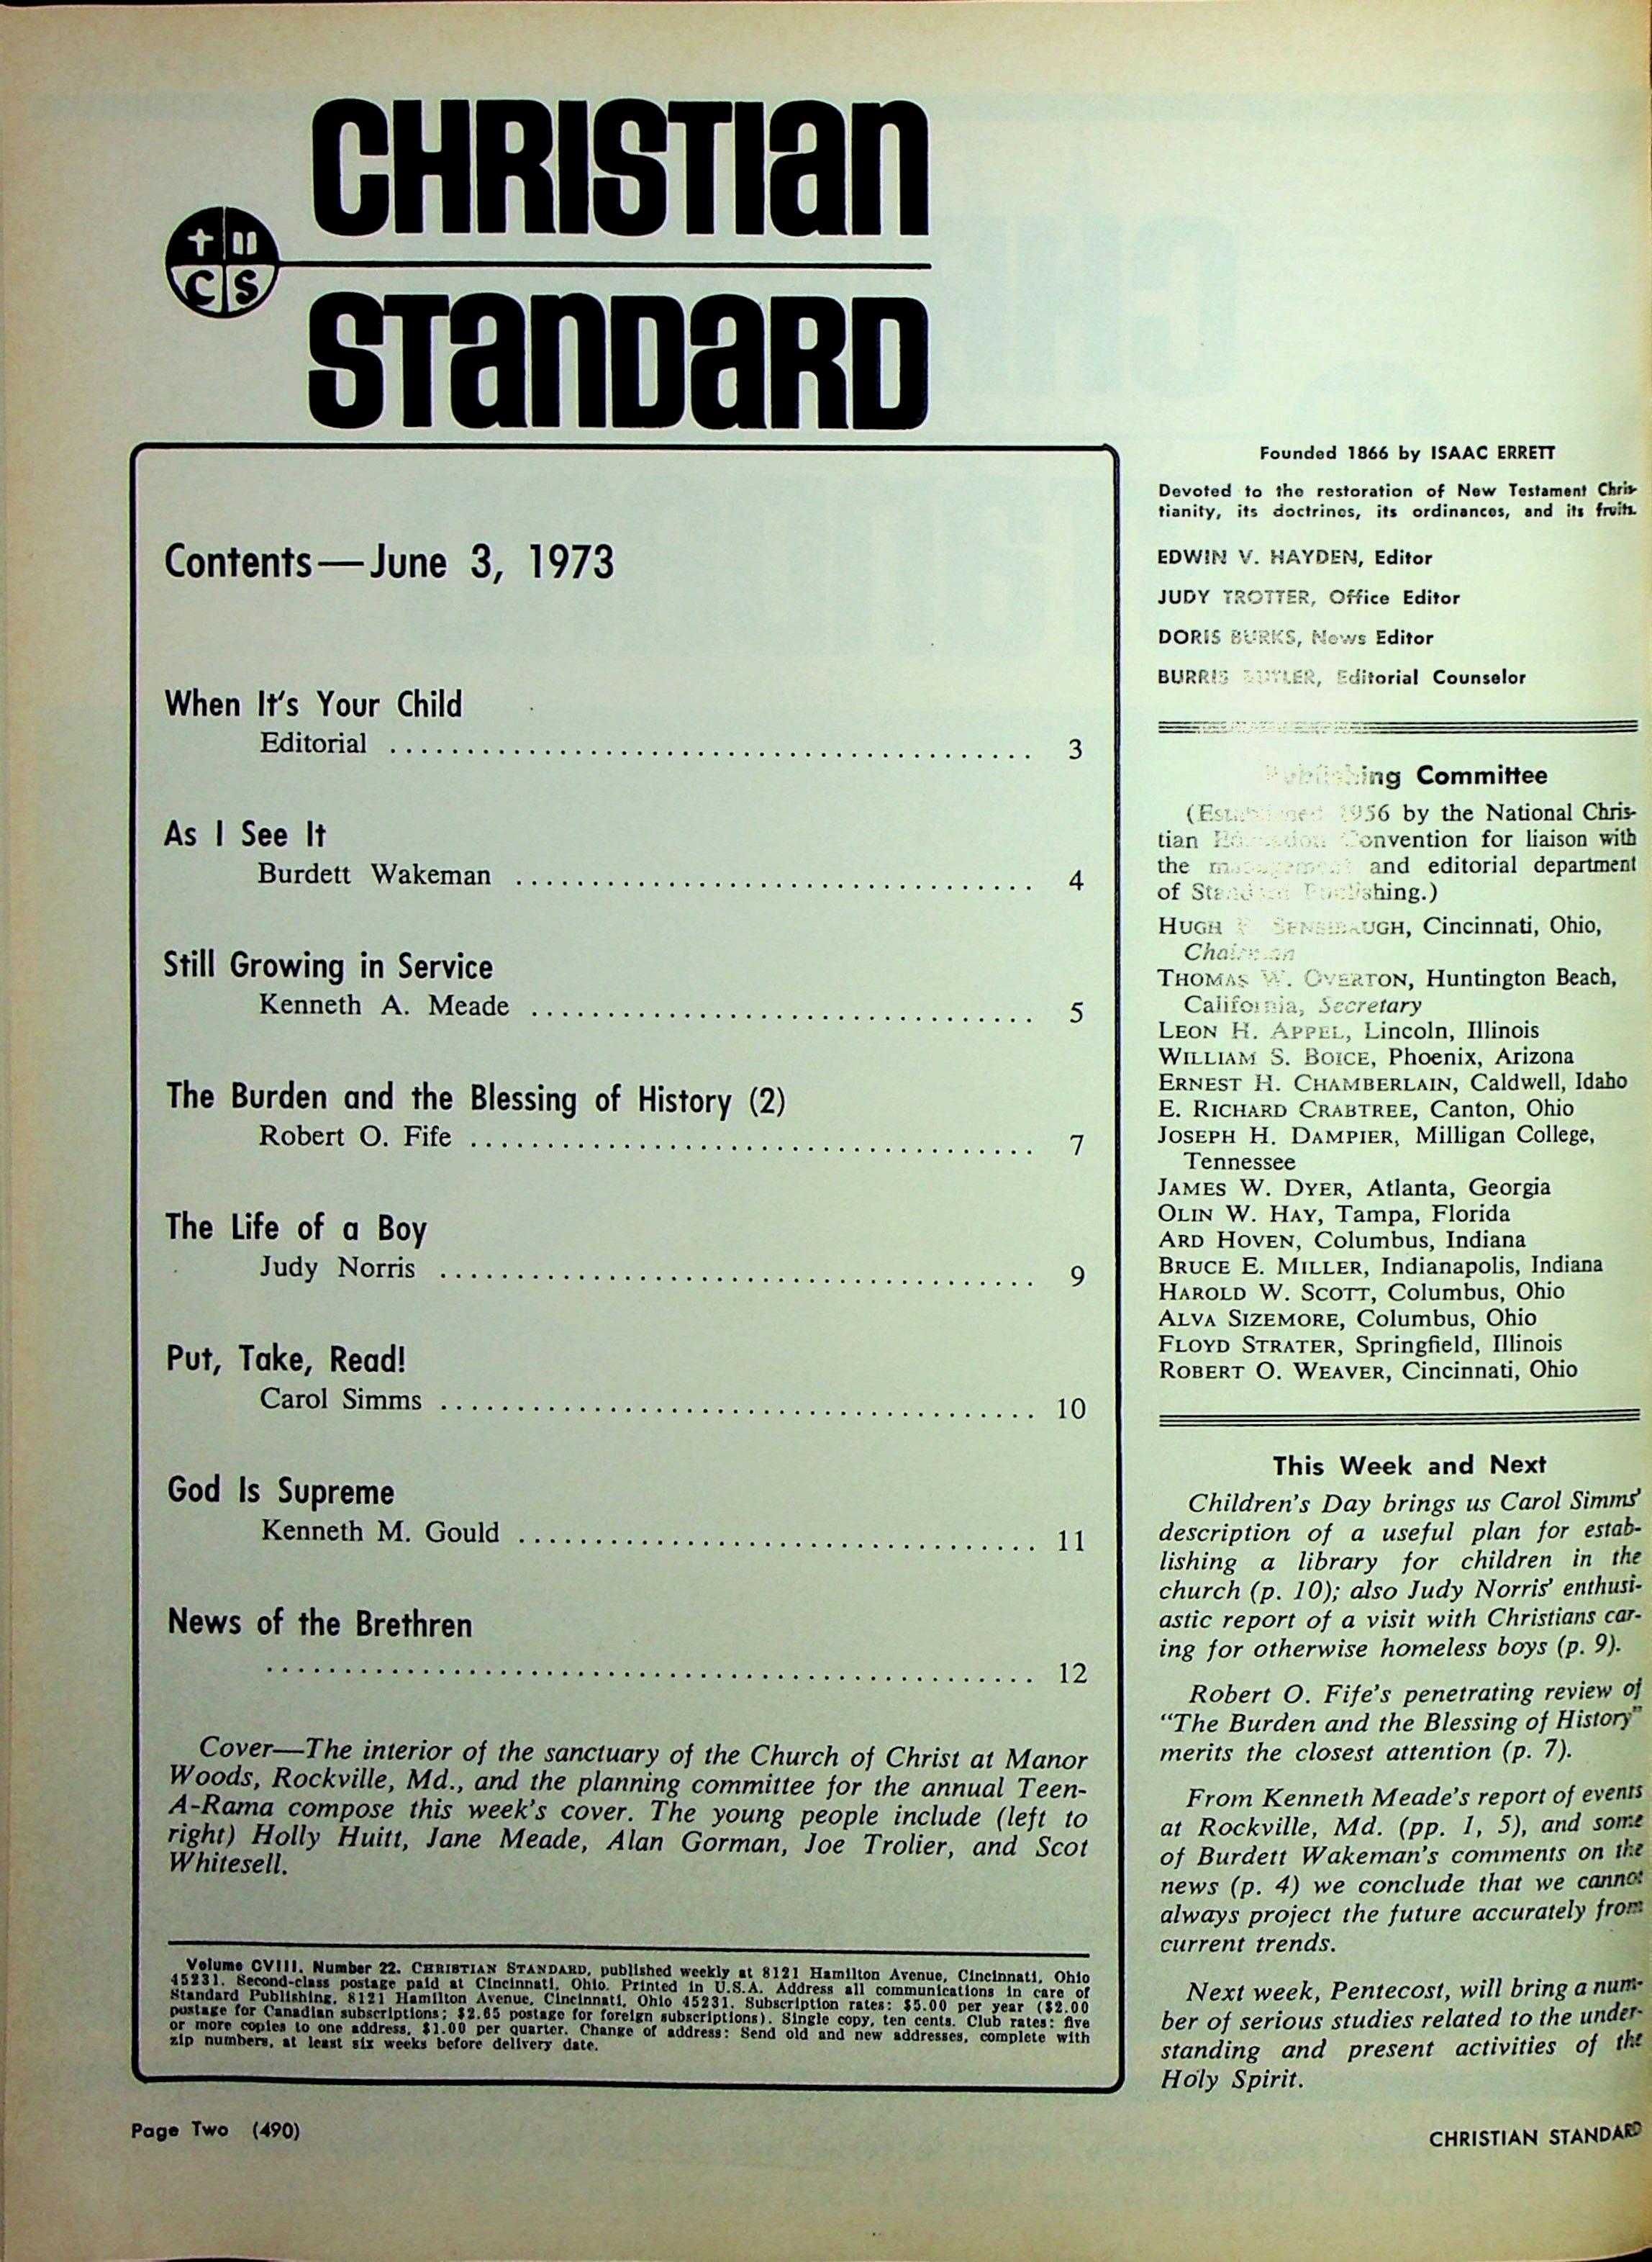 CHRISTIAN
STANDARD
CS
Contents—June 3, 1973
When It's Your Child
Editorial ........................................ 3
As I See It
Burdett Wakeman ........................................ 4
Still Growing in Service
Kenneth A. Meade ........................................ 5
The Burden and the Blessing of History (2)
Robert O. Fife ........................................ 7
The Life of a Boy
Judy Norris ........................................ 9
Put, Take, Read!
Carol Simms ........................................ 10
God Is Supreme
Kenneth M. Gould ........................................ 11
News of the Brethren
........................................ 12
Cover—The interior of the sanctuary of the Church of Christ at Manor
Woods, Rockville, Md., and the planning committee for the annual Teen-
A-Rama compose this week's cover. The young people include (left to
right) Holly Huitt, Jane Meade, Alan Gorman, Joe Trolier, and Scot
Whitesell.
Volume CVIII, Number 22. CHRISTIAN STANDARD, published weekly at 8121 Hamilton Avenue, Cincinnati, Ohio
45231. Second-class postage paid at Cincinnati, Ohio. Printed in U.S.A. Address all communications in care of
Standard Publishing, 8121 Hamilton Avenue, Cincinnati, Ohio 45231. Subscription rates: $5.00 per year ($2.00
postage for Canadian subscriptions; $2.65 postage for foreign subscriptions). Single copy, ten cents. Club rates: five
or more copies to one address, $1.00 per quarter. Change of address: Send old and new addresses, complete with
zip numbers, at least six weeks before delivery date.
Founded 1866 by ISAAC ERRETT
Devoted to the restoration of New Testament Chris-
tianity, its doctrines, its ordinances, and its fruits.
EDWIN V. HAYDEN, Editor
JUDY TROTTER, Office Editor
DORIS BURKS, News Editor
BURRIS BUTLER, Editorial Counselor
Publishing Committee
(Established 1956 by the National Chris-
tian Education Convention for liaison with
the management and editorial department
of Standard Publishing.)
HUGH SENSIBAUGH, Cincinnati, Ohio,
Chairman
THOMAS W. OVERTON, Huntington Beach,
California, Secretary
LEON H. APPEL, Lincoln, Illinois
WILLIAM S. BOICE, Phoenix, Arizona
ERNEST H. CHAMBERLAIN, Caldwell, Idaho
E. RICHARD CRABTREE, Canton, Ohio
JOSEPH H. DAMPIER, Milligan College,
Tennessee
JAMES W. DYER, Atlanta, Georgia
OLIN W. HAY, Tampa, Florida
ARD HOVEN, Columbus, Indiana
BRUCE E. MILLER, Indianapolis, Indiana
HAROLD W. SCOTT, Columbus, Ohio
ALVA SIZEMORE, Columbus, Ohio
FLOYD STRATER, Springfield, Illinois
ROBERT O. WEAVER, Cincinnati, Ohio
This Week and Next
Children's Day brings us Carol Simms'
description of a useful plan for estab-
lishing a library for children in the
church (p. 10); also Judy Norris' enthusi-
astic report of a visit with Christians car-
ing for otherwise homeless boys (p. 9).
Robert O. Fife's penetrating review of
"The Burden and the Blessing of History"
merits the closest attention (p. 7).
From Kenneth Meade's report of events
at Rockville, Md. (pp. 1, 5), and some
of Burdett Wakeman's comments on the
news (p. 4) we conclude that we cannot
always project the future accurately from
current trends.
Next week, Pentecost, will bring a num-
ber of serious studies related to the under-
standing and present activities of the
Holy Spirit.
Page Two (490)
CHRISTIAN STANDARD